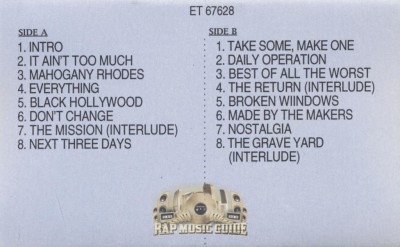 ET 67628
SIDE A
1. INTRO
2. IT AIN'T TOO MUCH
3. MAHOGANY RHODES
4. EVERYTHING
5. BLACK HOLLYWOOD
6. DON'T CHANGE
7. THE MISSION (INTERLUDE)
8. NEXT THREE DAYS
SIDE B
1. TAKE SOME, MAKE ONE
2. DAILY OPERATION
3. BEST OF ALL THE WORST
4. THE RETURN (INTERLUDE)
5. BROKEN WIINDOWS
6. MADE BY THE MAKERS
7. NOSTALGIA
8. THE GRAVE YARD
(INTERLUDE)
RAP MUSIC GUIDE